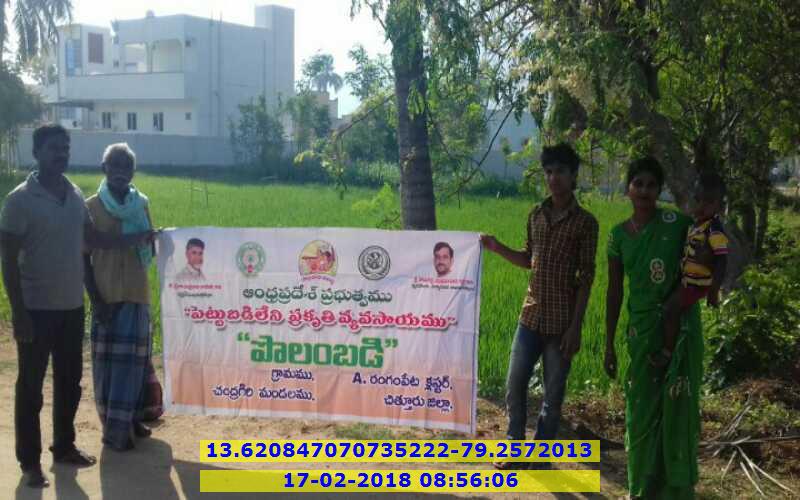 ఆంధ్రప్రదేశ్ ప్రభుత్వము
"పెట్టుబడిలేని ప్రకృతి వ్యవసాయము"
"పొలంబడి"
గ్రామము. A. రంగంపేట క్లస్టర్.
చంద్రగిరి మండలము. చిత్తూరు జిల్లా.
13.620847070735222-79.2572013
17-02-2018 08:56:06